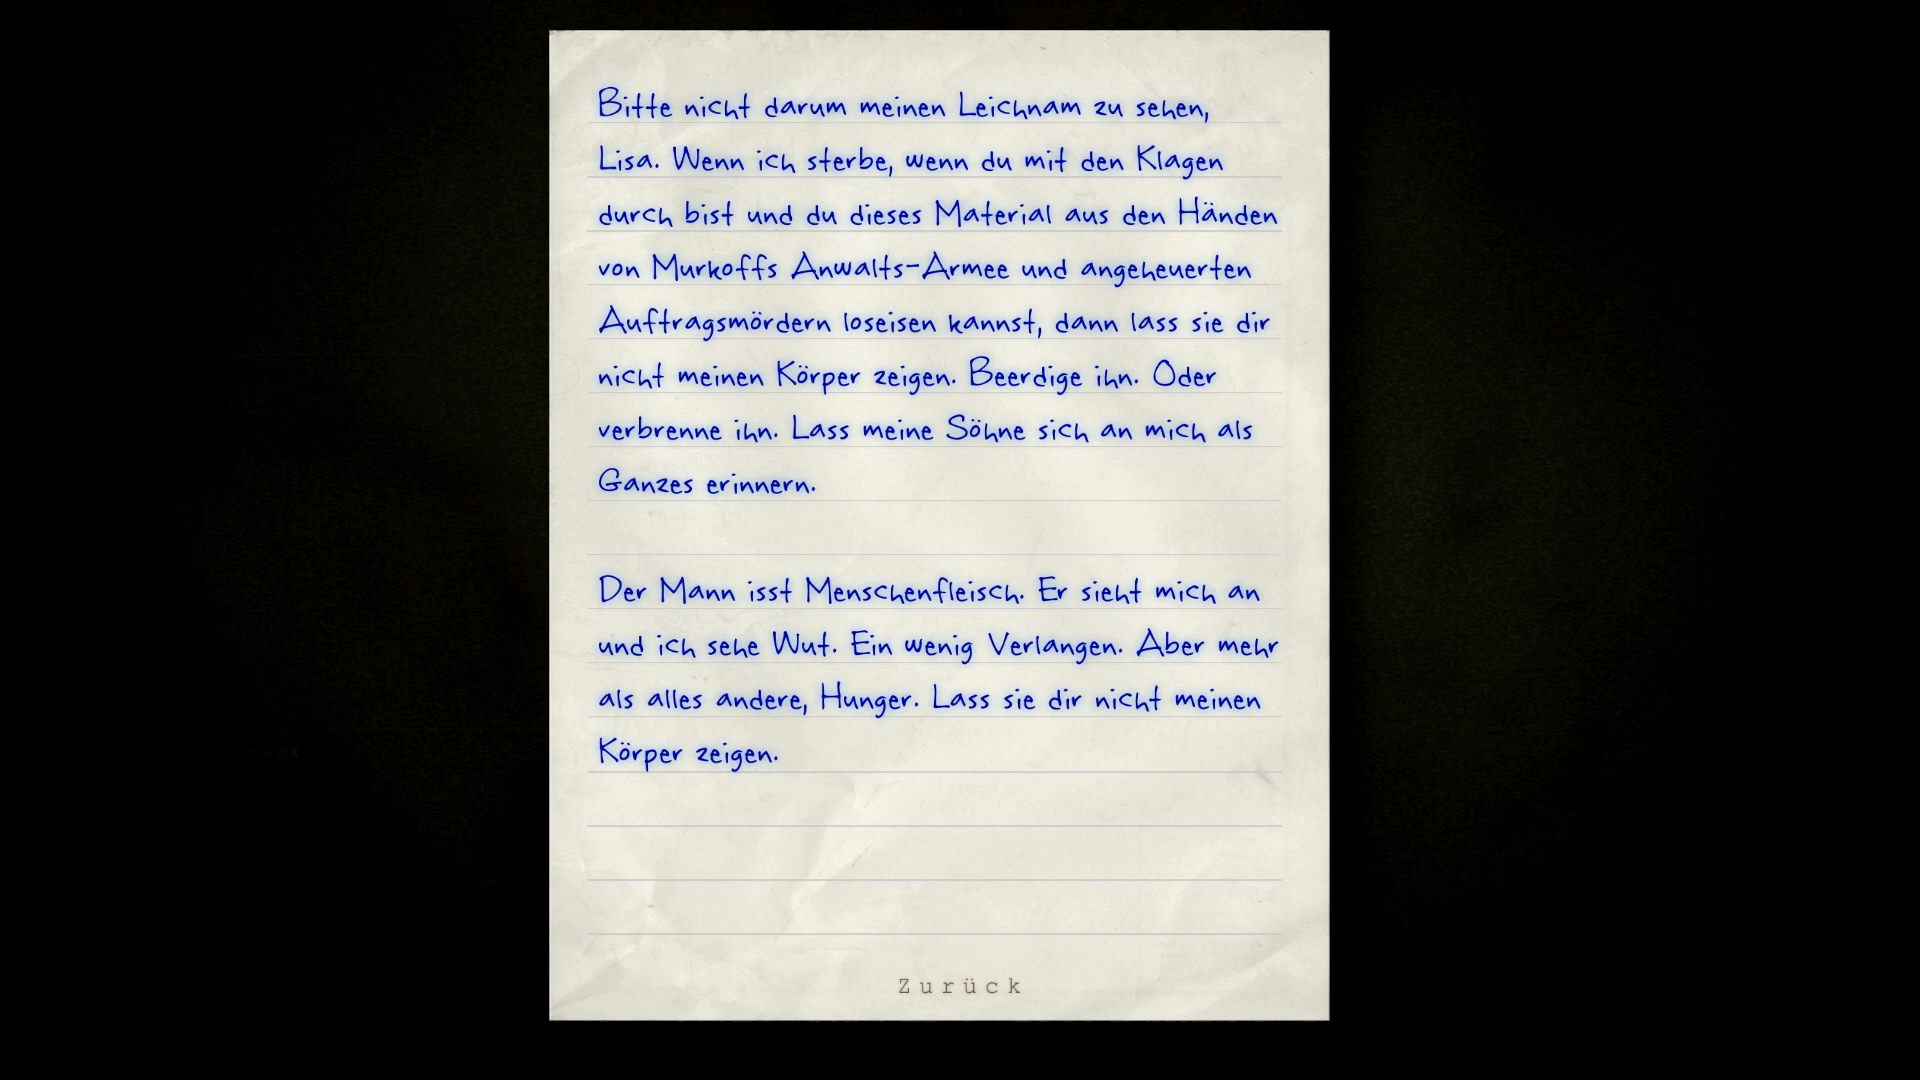 Bitte nicht darum meinen Leichnam zu sehen,
Lisa. Wenn ich sterbe, wenn du mit den Klagen
durch bist und du dieses Material aus den Händen
von Murkoffs Anwalts-Armee und angeheuerten
Auftragsmördern loseisen kannst, dann lass sie dir
nicht meinen Körper zeigen. Beerdige ihn. Oder
verbrenne ihn. Lass meine Söhne sich an mich als
Ganzes erinnern.
Der Mann isst Menschenfleisch. Er sieht mich an
und ich sehe Wut. Ein wenig Verlangen. Aber mehr
als alles andere, Hunger. Lass sie dir nicht meinen
Körper zeigen.
Zurück
Zurück